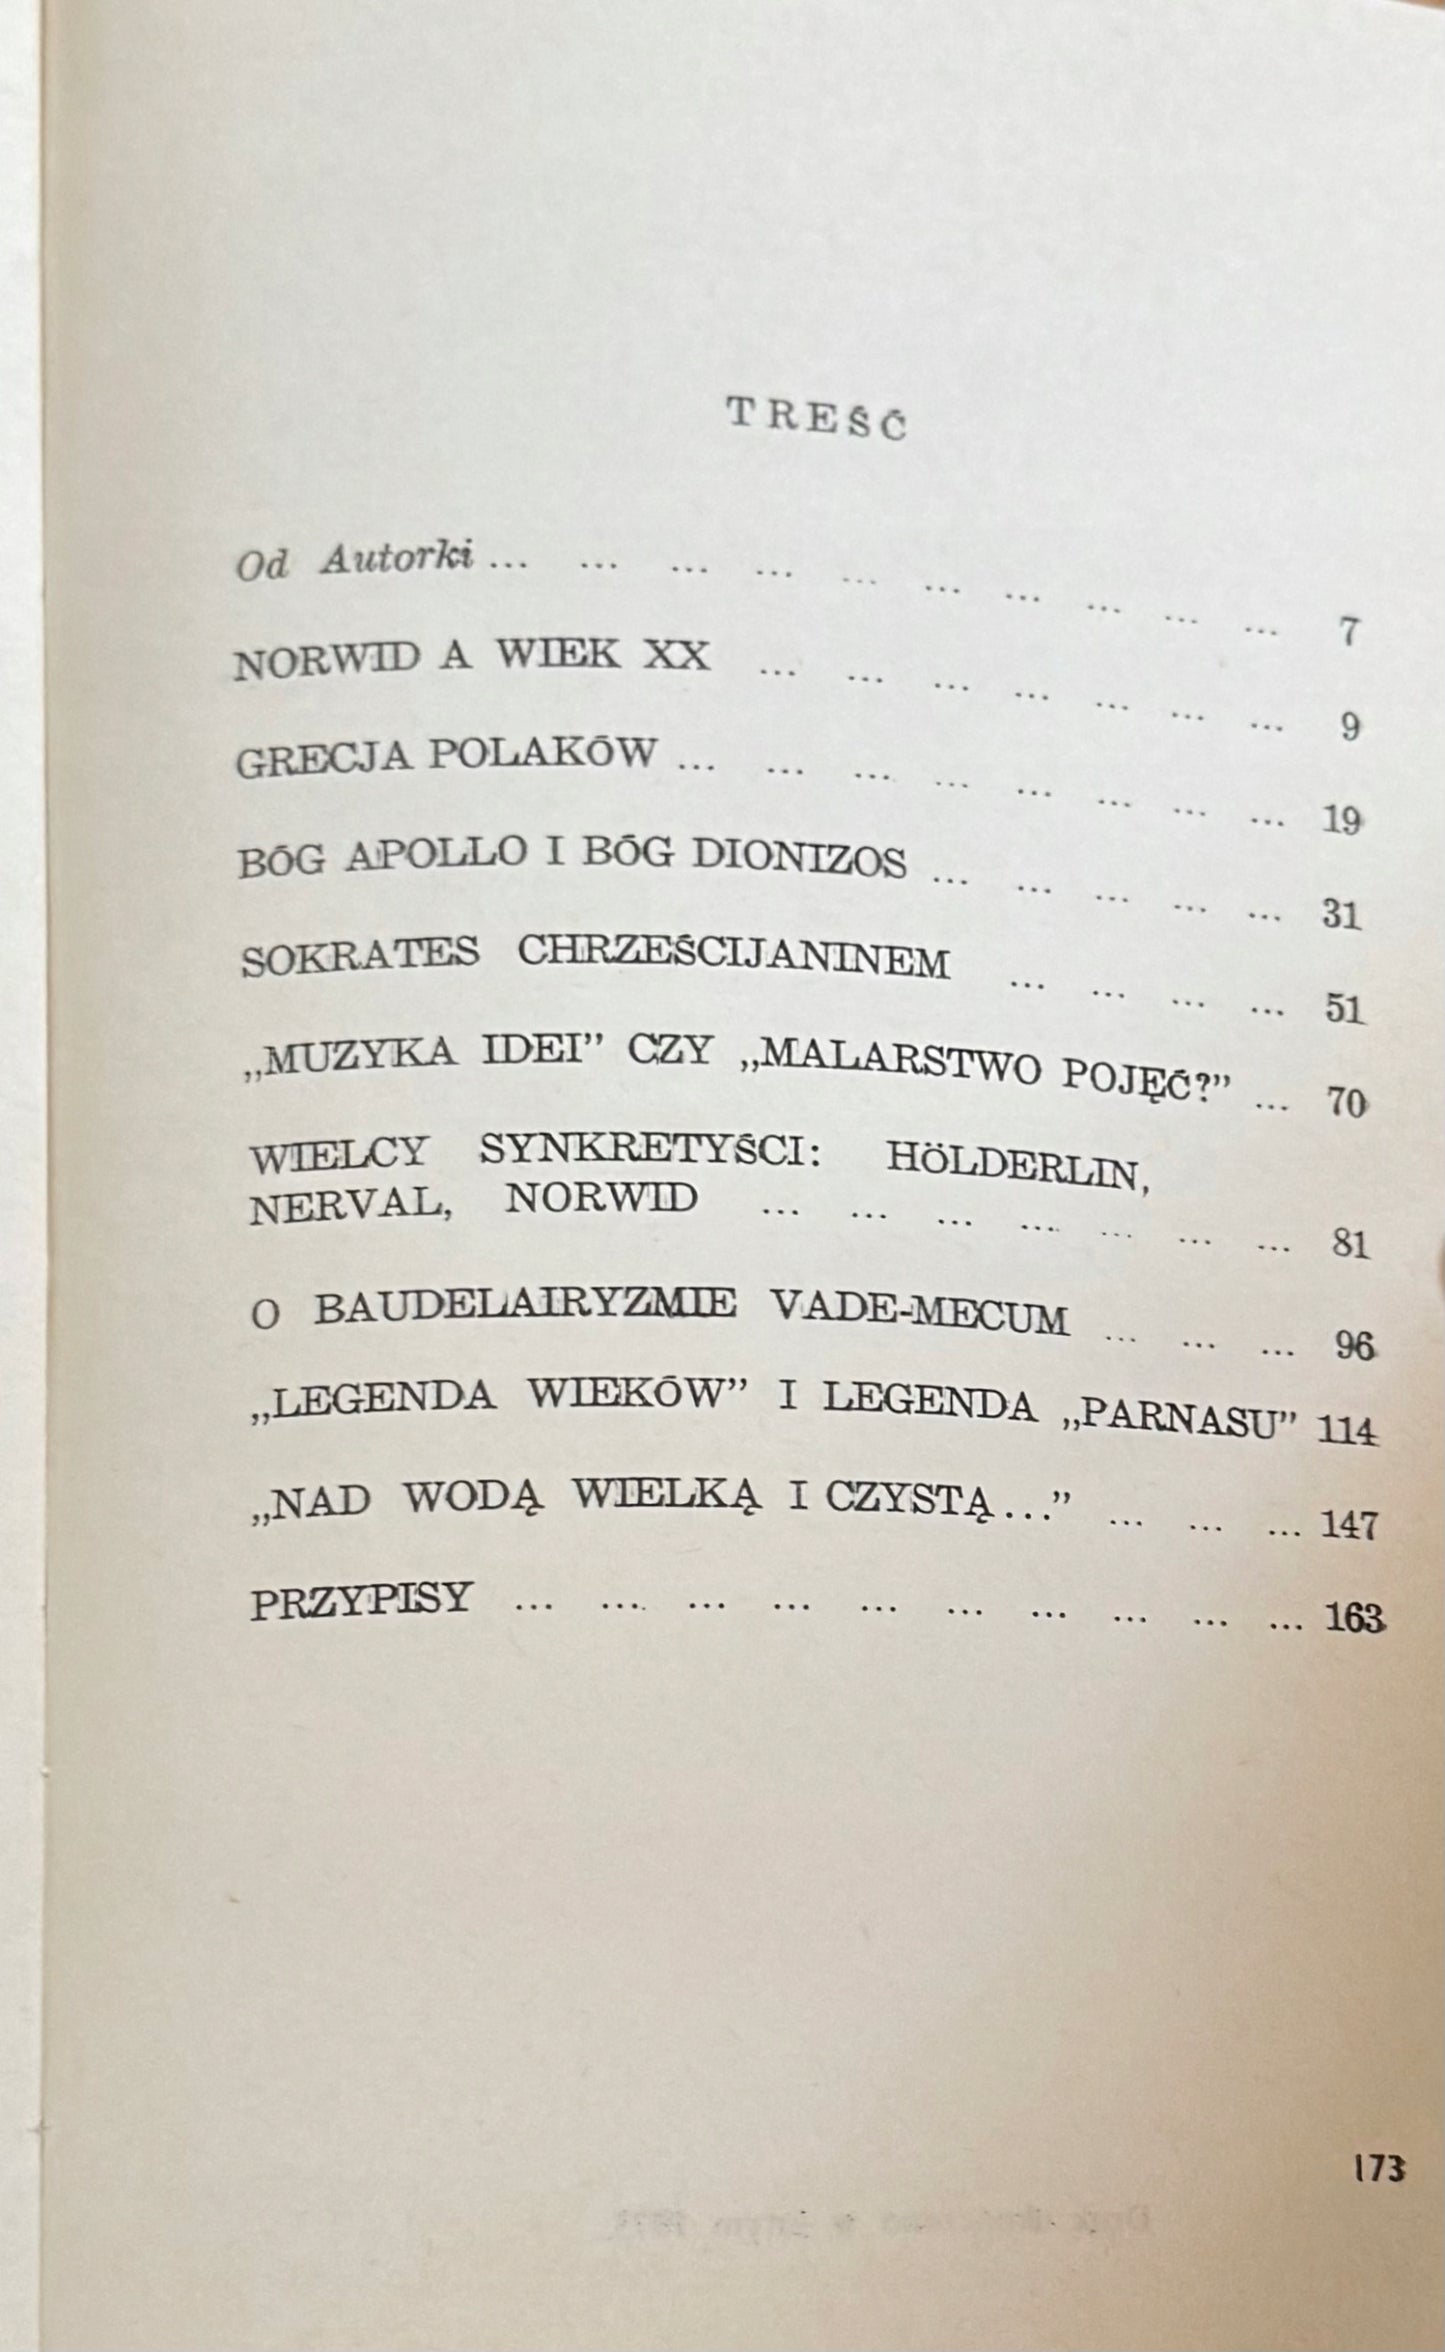 TREŚĆ
Od Autorki ... ... ... ... ... ... ... ... ... ... 7
NORWID A WIEK XX ... ... ... ... ... ... ... 9
GRECJA POLAKÓW ... ... ... ... ... ... ... ... 19
BÓG APOLLO I BÓG DIONIZOS ... ... ... ... ... 31
SOKRATES CHRZEŚCIJANINEM ... ... ... ... 51
„MUZYKA IDEI” CZY „MALARSTWO POJĘĆ?” ... 70
WIELCY SYNKRETYŚCI: HÖLDERLIN,
NERVAL, NORWID ... ... ... ... ... ... ... 81
O BAUDELAIRYZMIE VADE-MECUM ... ... ... 96
„LEGENDA WIEKÓW” I LEGENDA „PARNASU” 114
„NAD WODĄ WIELKĄ I CZYSTĄ...” ... ... ... 147
PRZYPISY ... ... ... ... ... ... ... ... ... ... 163
173